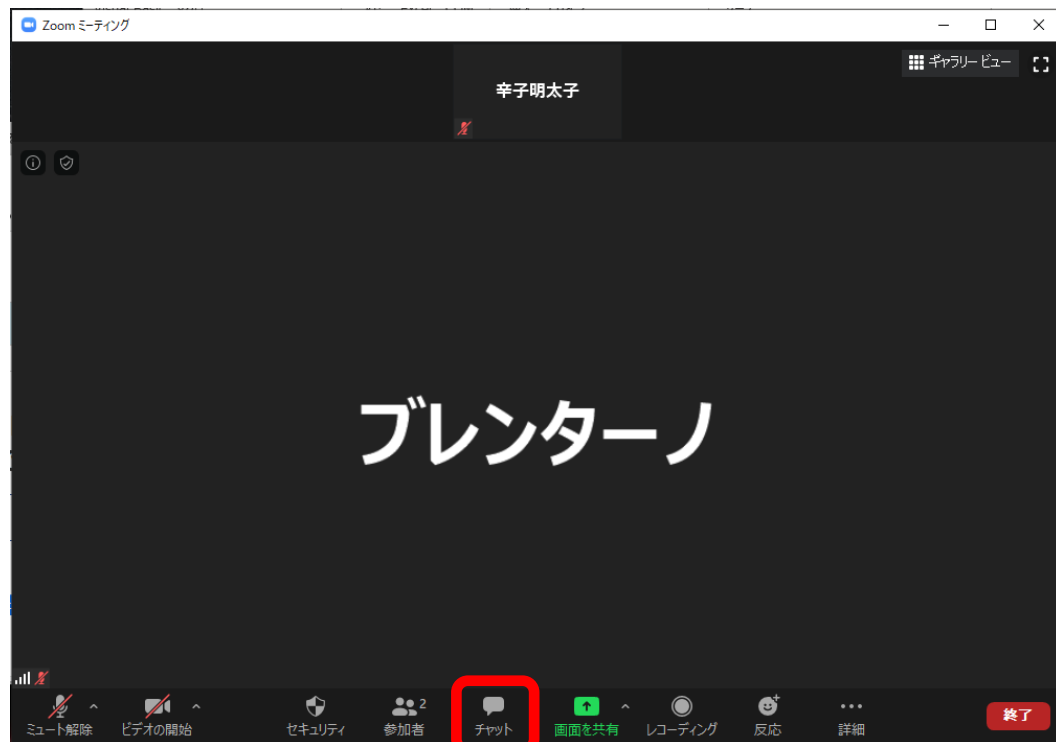 Zoom ミーティング
ギャラリー ビュー
辛子明太子
ブレンターノ
ミュート解除
ビデオの開始
セキュリティ
参加者
2
チャット
画面を共有
レコーディング
反応
詳細
終了